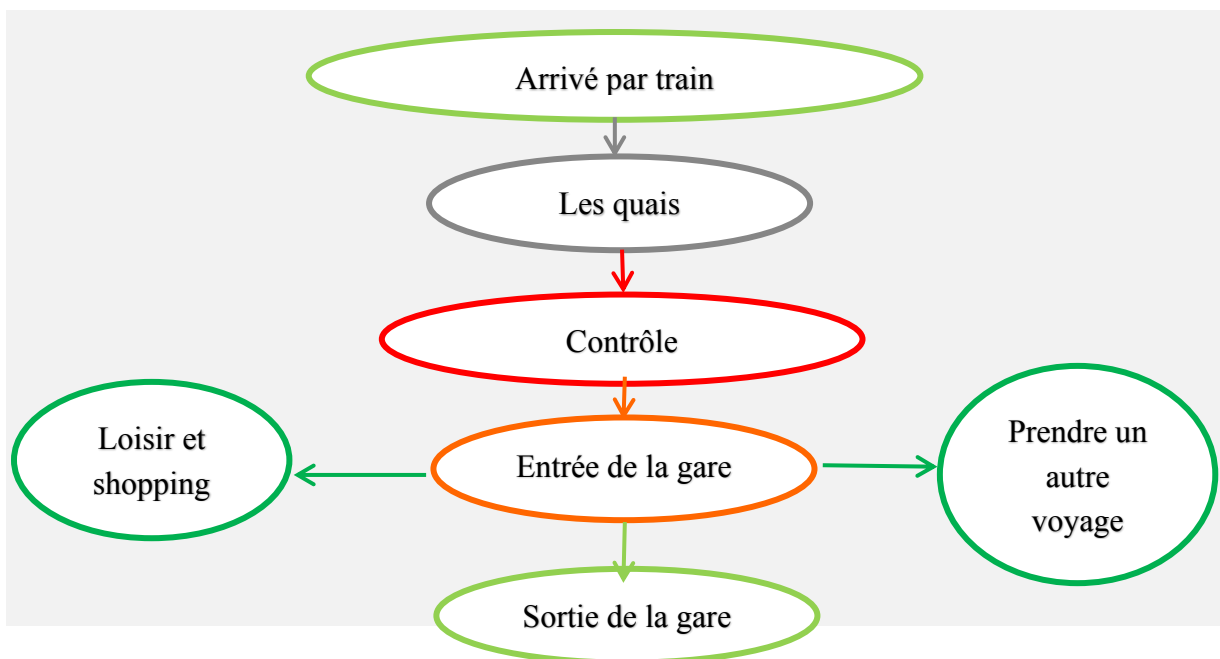 Arrivé par train
Les quais
Contrôle
Loisir et
shopping
Entrée de la gare
Prendre un
autre
voyage
Sortie de la gare